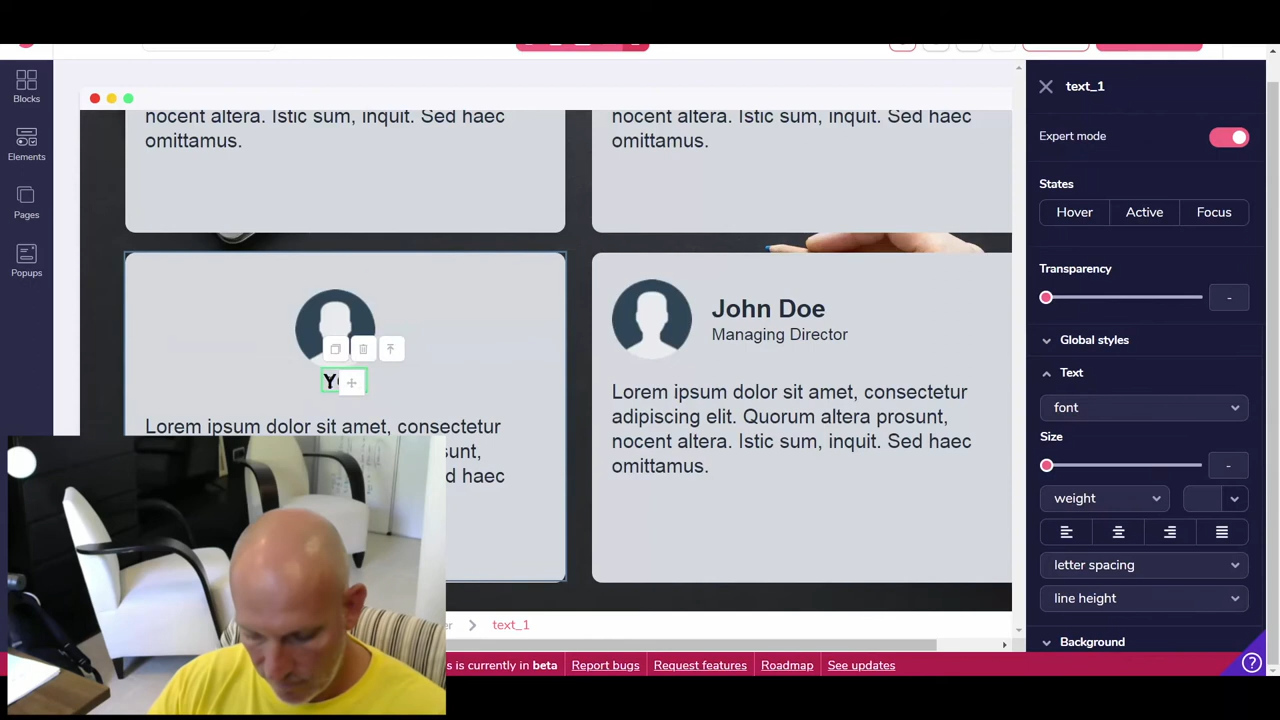 Blocks
Elements
Pages
Popups
nocent altera. Istic sum, inquit. Sed haec
omittamus.
nocent altera. Istic sum, inquit. Sed haec
omittamus.
Lorem ipsum dolor sit amet, consectetur
sunt,
d haec
John Doe
Managing Director
Lorem ipsum dolor sit amet, consectetur
adipiscing elit. Quorum altera prosunt,
nocent altera. Istic sum, inquit. Sed haec
omittamus.
text_1
s is currently in beta
Report bugs
Request features
Roadmap
See updates
text_1
Expert mode
States
Hover
Active
Focus
Transparency
-
Global styles
Text
font
Size
-
weight
letter spacing
line height
Background